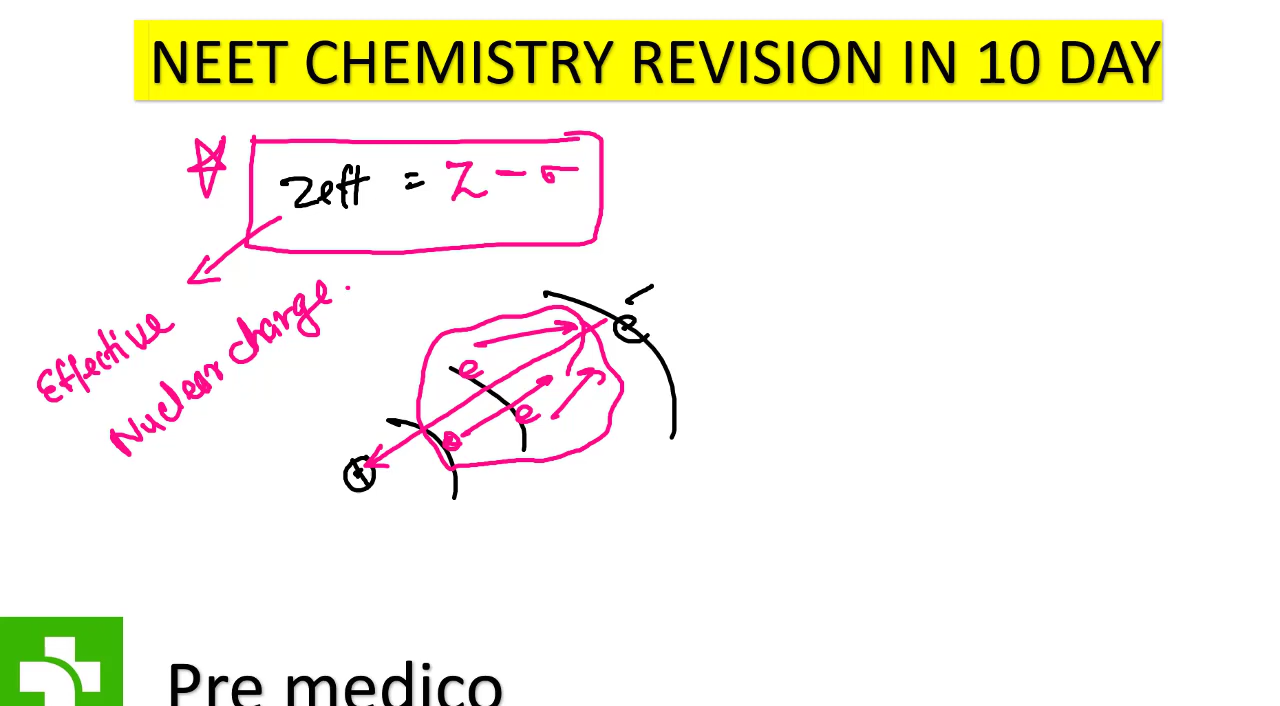 NEET CHEMISTRY REVISION IN 10 DAY
Zeff = Z - σ
Effective
Nuclear charge.
e
e
e
Pre medico